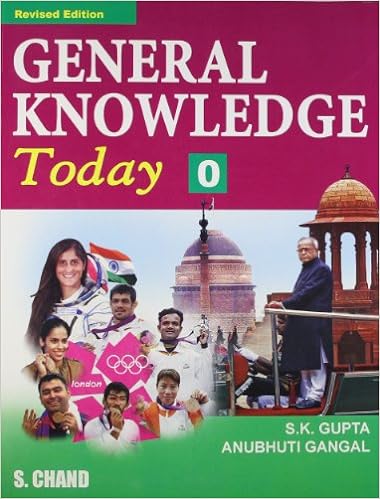 Revised Edition
GENERAL
KNOWLEDGE
Today 0
london
S.K. GUPTA
ANUBHUTI GANGAL
S. CHAND